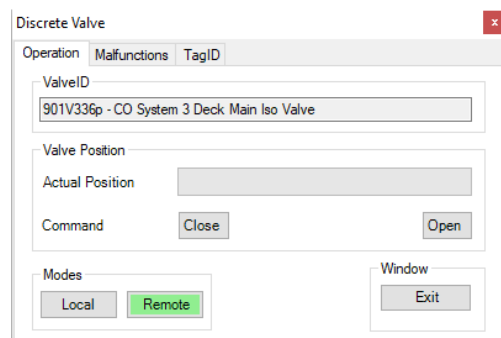 Discrete Valve
x
Operation Malfunctions TagID
ValveID
901V336p - CO System 3 Deck Main Iso Valve
Valve Position
Actual Position
Command Close Open
Modes Window
Local Remote Exit